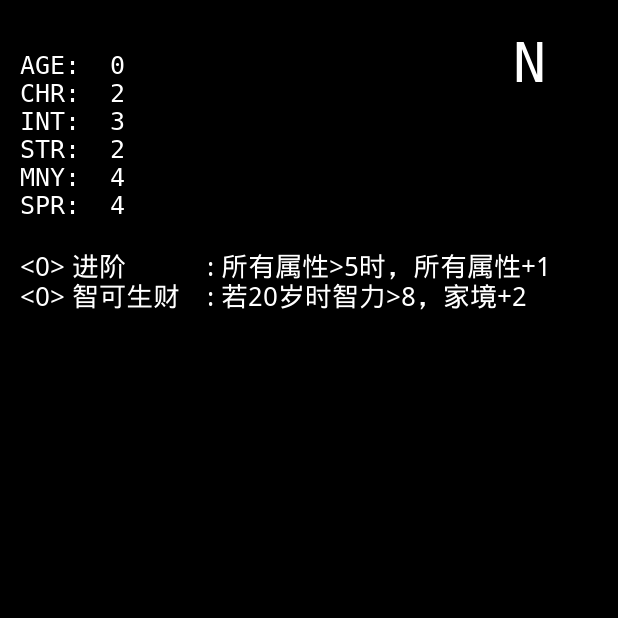 N
AGE:  0
CHR:  2
INT:  3
STR:  2
MNY:  4
SPR:  4
<0> 进阶 : 所有属性>5时，所有属性+1
<0> 智可生财 : 若20岁时智力>8，家境+2